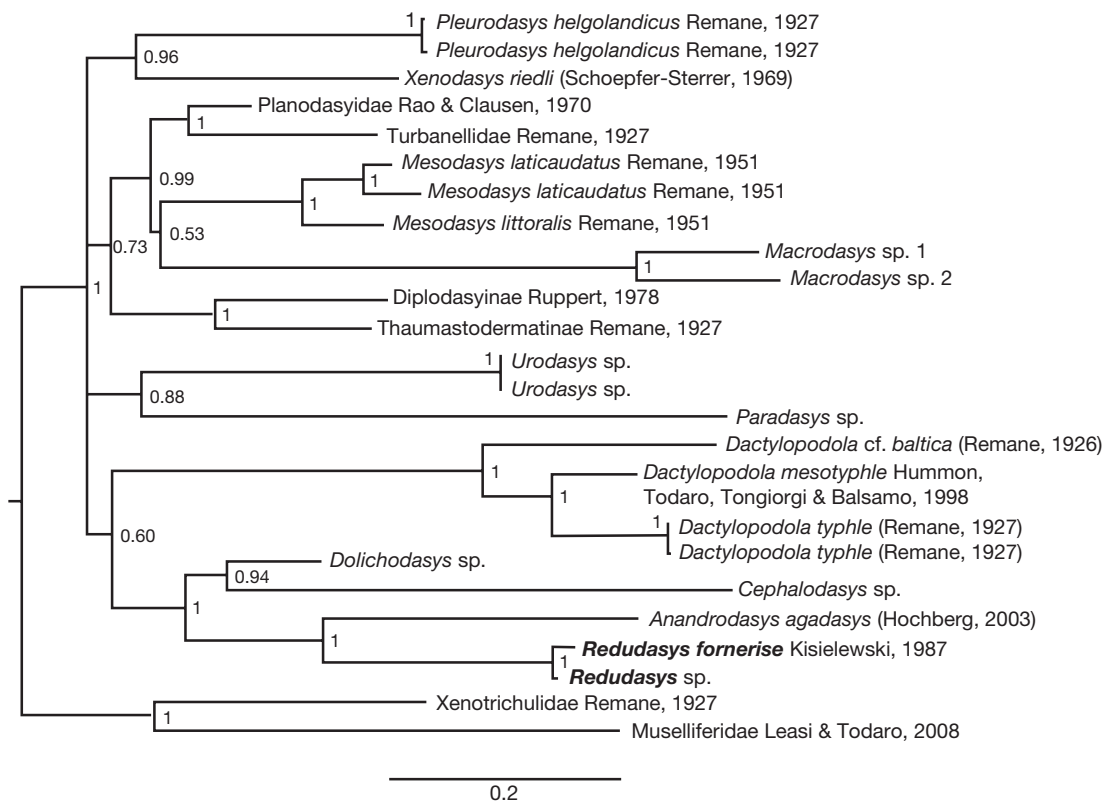 1 Pleurodasys helgolandicus Remane, 1927
Pleurodasys helgolandicus Remane, 1927
0.96
Xenodasys riedli (Schoepfer-Sterrer, 1969)
Planodasyidae Rao & Clausen, 1970
1
Turbanellidae Remane, 1927
Mesodasys laticaudatus Remane, 1951
0.99
1
Mesodasys laticaudatus Remane, 1951
1
Mesodasys littoralis Remane, 1951
0.53
0.73
Macrodasys sp. 1
1
Macrodasys sp. 2
1
Diplodasyinae Ruppert, 1978
1
Thaumastodermatinae Remane, 1927
1 Urodasys sp.
Urodasys sp.
0.88
Paradasys sp.
Dactylopodola cf. baltica (Remane, 1926)
1
Dactylopodola mesotyphle Hummon,
Todaro, Tongiorgi & Balsamo, 1998
1
1 Dactylopodola typhle (Remane, 1927)
Dactylopodola typhle (Remane, 1927)
0.60
Dolichodasys sp.
0.94
Cephalodasys sp.
1
Anandrodasys agadasys (Hochberg, 2003)
1
Redudasys fornerise Kisielewski, 1987
1
Redudasys sp.
Xenotrichulidae Remane, 1927
1
Muselliferidae Leasi & Todaro, 2008
0.2